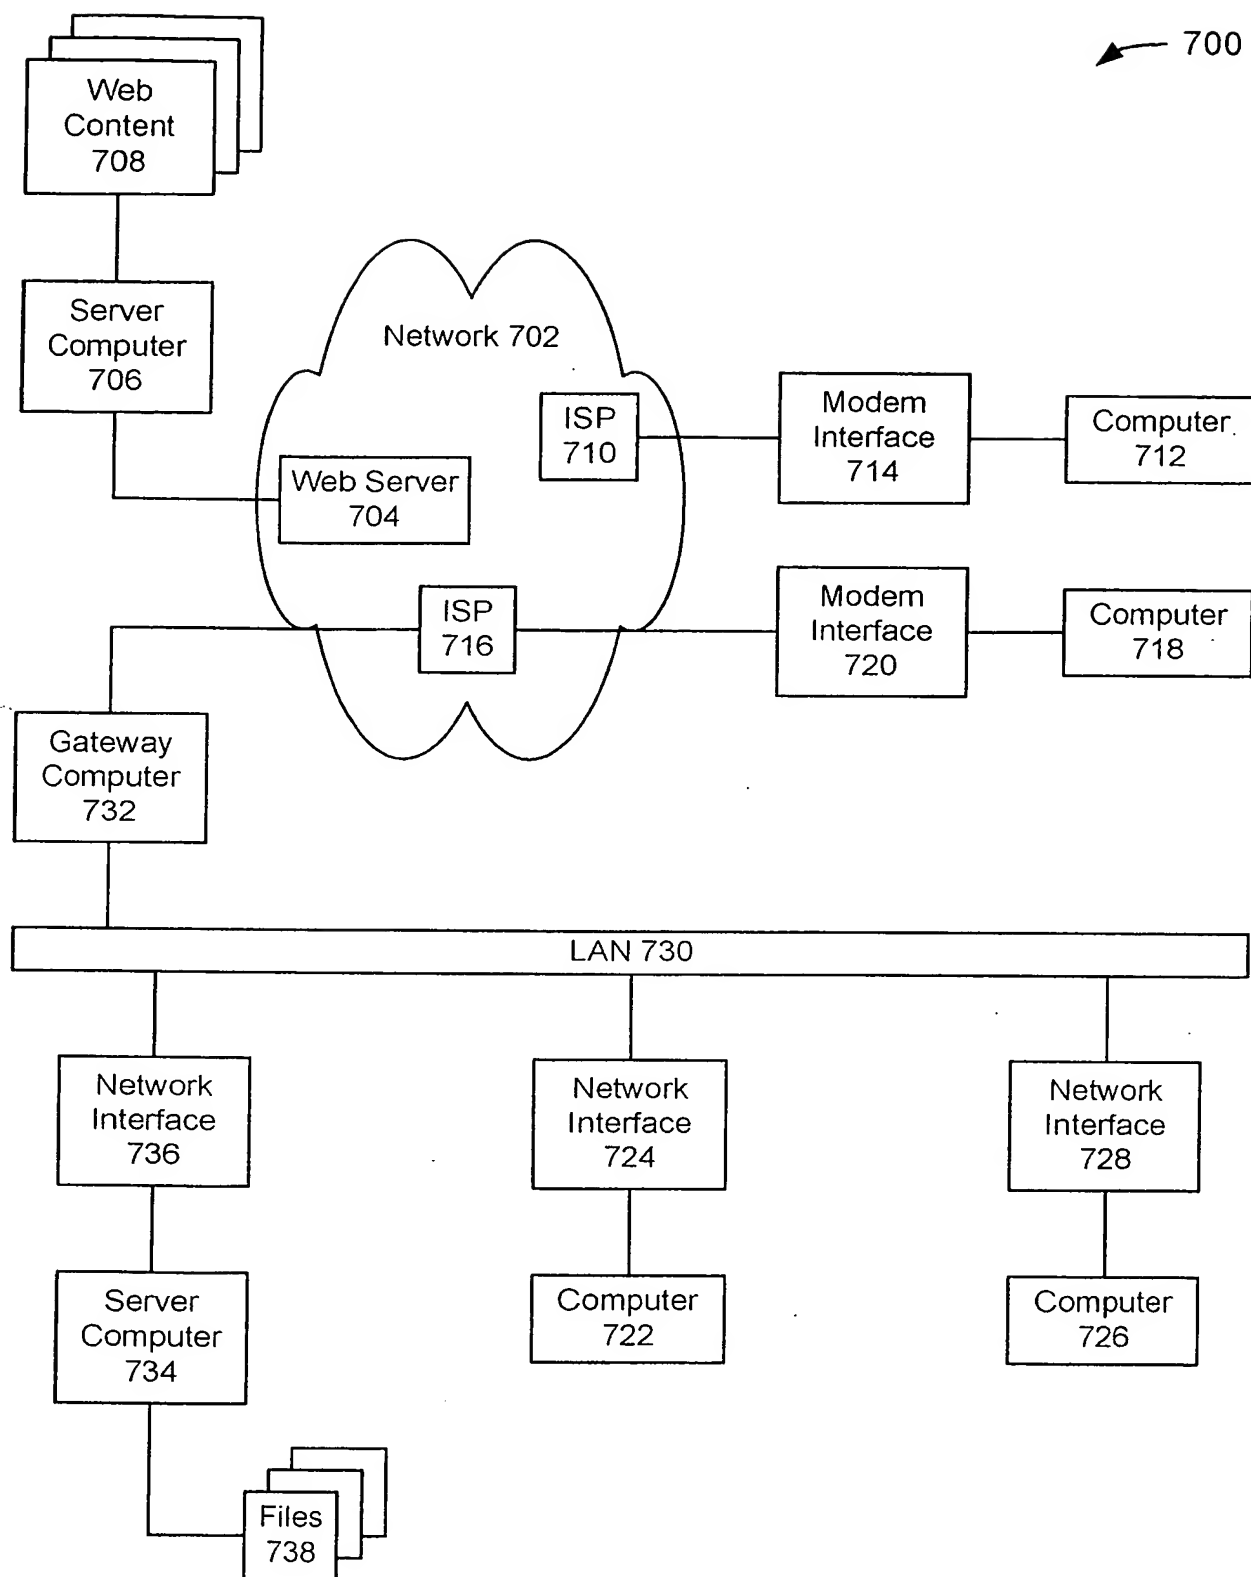 700
Web
Content
708
Server
Computer
706
Network 702
ISP
710
Modem
Interface
714
Computer
712
Web Server
704
ISP
716
Modem
Interface
720
Computer
718
Gateway
Computer
732
LAN 730
Network
Interface
736
Network
Interface
724
Network
Interface
728
Server
Computer
734
Computer
722
Computer
726
Files
738